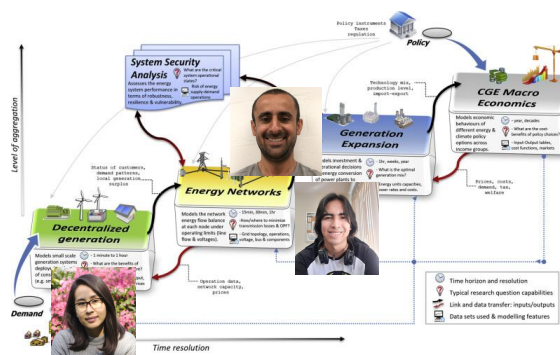 Policy instruments
Taxes
regulation
Policy
System Security
Analysis
Assesses the energy
system performance in
terms of robustness,
resilience & vulnerability.
- What are the critical
system operational
states?
- Risk of energy
supply-demand
operations
Technology mix,
production level,
import-export
CGE Macro
Economics
Models economic
behaviours of
different energy &
climate policy
options across
income groups.
- year, decades
- What are the cost-
benefits of policy choices?
- Input Output tables,
cost functions, markets
Generation
Expansion
investment &
decisions
energy conversion
of power plants to
- 1hr, weeks, year
- What is the optimal
generation mix?
energy units capacities,
rates and costs.
Prices, costs,
demand, tax,
welfare
Status of customers,
demand patterns,
local generation
surplus
Energy Networks
Models the network
energy flow balance at
each node under
operating limits (line
flow & voltages).
- 15min, 30min, 1hr
- How/where to minimize
transmission losses & OPF?
- Grid topology, operations,
voltage, bus & components
Decentralized
generation
Models small scale
generation systems
- 1 minute to 1 hour
- What are the benefits of
Operation data,
network capacity,
prices
Demand
Level of aggregation
Time resolution
Time horizon and resolution
Typical research question capabilities
Link and data transfer: inputs/outputs
Data sets used & modelling features